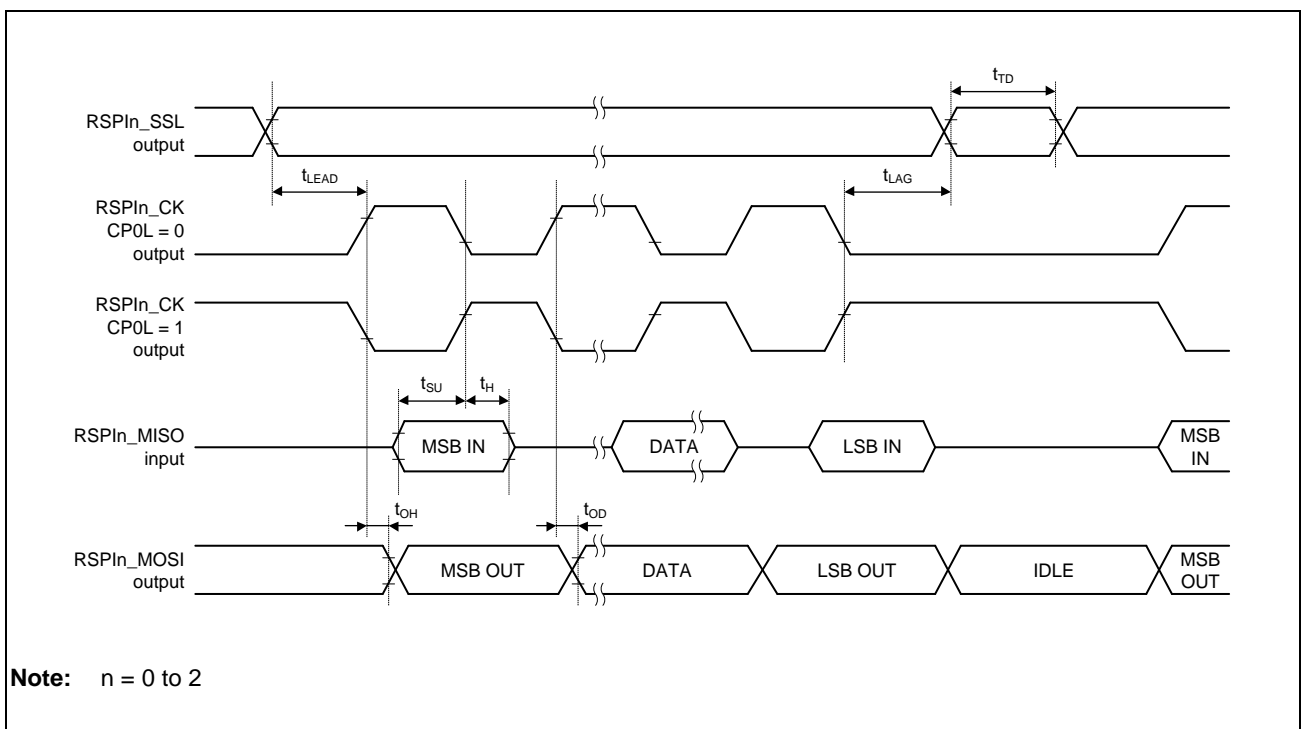 tTD
RSPIn_SSL
output
tLEAD
tLAG
RSPIn_CK
CP0L = 0
output
RSPIn_CK
CP0L = 1
output
tSU
tH
RSPIn_MISO
input
MSB IN
DATA
LSB IN
MSB
IN
tOH
tOD
RSPIn_MOSI
output
MSB OUT
DATA
LSB OUT
IDLE
MSB
OUT
Note: n = 0 to 2